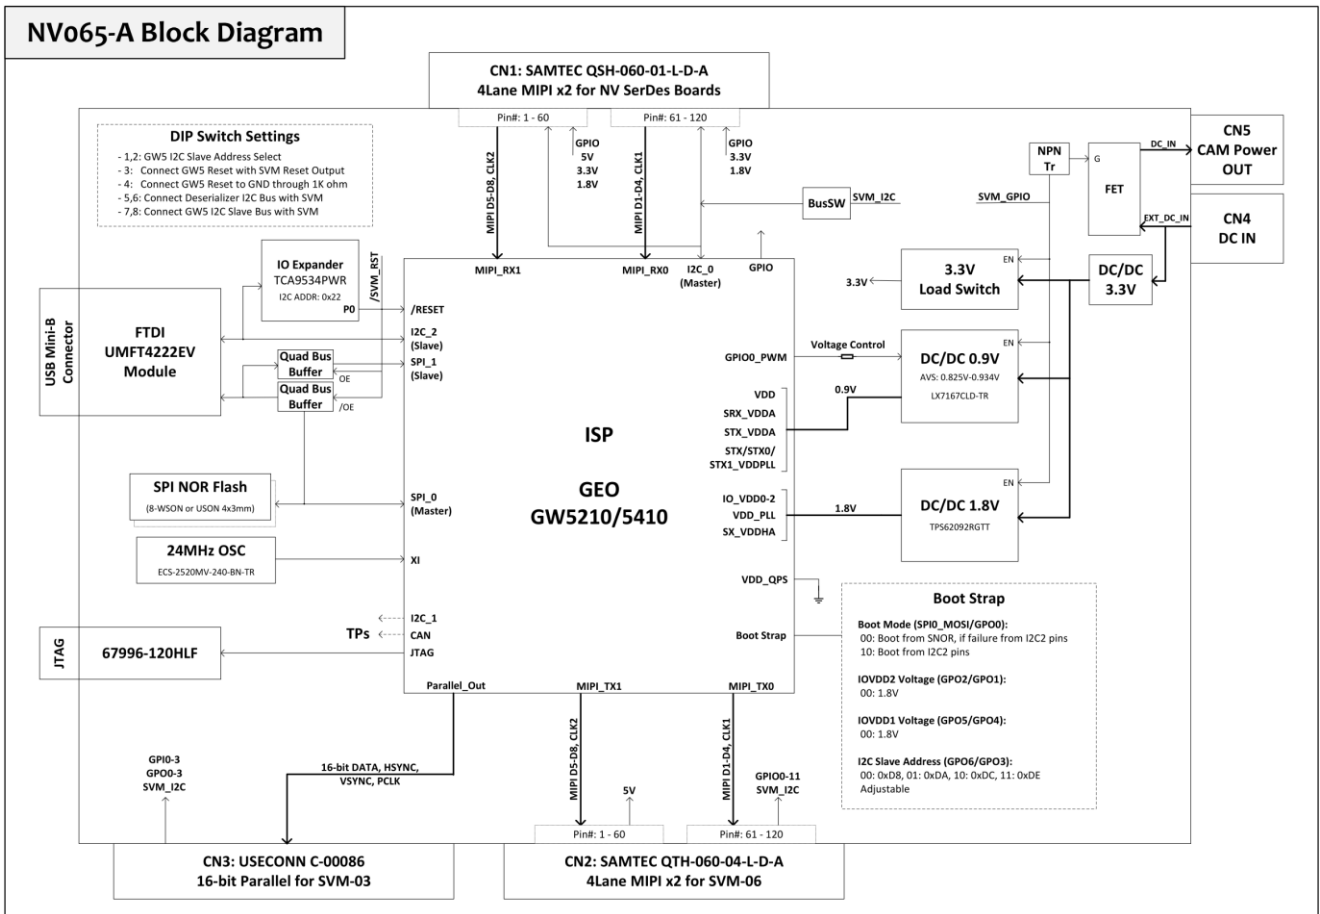 NV065-A Block Diagram
CN1: SAMTEC QSH-060-01-L-D-A
4Lane MIPI x2 for NV SerDes Boards
Pin#: 1 - 60
Pin#: 61 - 120
DIP Switch Settings
- 1,2: GW5 I2C Slave Address Select
- 3: Connect GW5 Reset with SVM Reset Output
- 4: Connect GW5 Reset to GND through 1K ohm
- 5,6: Connect Deserializer I2C Bus with SVM
- 7,8: Connect GW5 I2C Slave Bus with SVM
MIPI D5-D8, CLK2
GPIO
5V
3.3V
1.8V
MIPI D1-D4, CLK1
GPIO
3.3V
1.8V
BusSW
SVM_I2C
SVM_GPIO
NPN
Tr
G
FET
DC_IN
EXT_DC_IN
CN5
CAM Power
OUT
CN4
DC IN
IO Expander
TCA9534PWR
I2C ADDR: 0x22
P0
/SVM_RST
MIPI_RX1
MIPI_RX0
I2C_0
(Master)
GPIO
3.3V
EN
3.3V
Load Switch
DC/DC
3.3V
USB Mini-B
Connector
FTDI
UMFT4222EV
Module
Quad Bus
Buffer
OE
Quad Bus
Buffer
/OE
/RESET
I2C_2
(Slave)
SPI_1
(Slave)
GPIO0_PWM
Voltage Control
EN
DC/DC 0.9V
AVS: 0.825V-0.934V
LX7167CLD-TR
0.9V
VDD
SRX_VDDA
STX_VDDA
STX/STX0/
STX1_VDDPLL
ISP
GEO
GW5210/5410
SPI NOR Flash
(8-WSON or USON 4x3mm)
SPI_0
(Master)
IO_VDD0-2
VDD_PLL
SX_VDDHA
1.8V
EN
DC/DC 1.8V
TPS62092RGTT
24MHz OSC
ECS-2520MV-240-BN-TR
XI
VDD_QPS
TPs
I2C_1
CAN
JTAG
JTAG
67996-120HLF
Boot Strap
Boot Strap
Boot Mode (SPI0_MOSI/GPO0):
00: Boot from SNOR, if failure from I2C2 pins
10: Boot from I2C2 pins
IOVDD2 Voltage (GPO2/GPO1):
00: 1.8V
IOVDD1 Voltage (GPO5/GPO4):
00: 1.8V
I2C Slave Address (GPO6/GPO3):
00: 0xD8, 01: 0xDA, 10: 0xDC, 11: 0xDE
Adjustable
Parallel_Out
MIPI_TX1
MIPI_TX0
GPI0-3
GPO0-3
SVM_I2C
16-bit DATA, HSYNC,
VSYNC, PCLK
MIPI D5-D8, CLK2
5V
MIPI D1-D4, CLK1
GPIO0-11
SVM_I2C
Pin#: 1 - 60
Pin#: 61 - 120
CN3: USECONN C-00086
16-bit Parallel for SVM-03
CN2: SAMTEC QTH-060-04-L-D-A
4Lane MIPI x2 for SVM-06